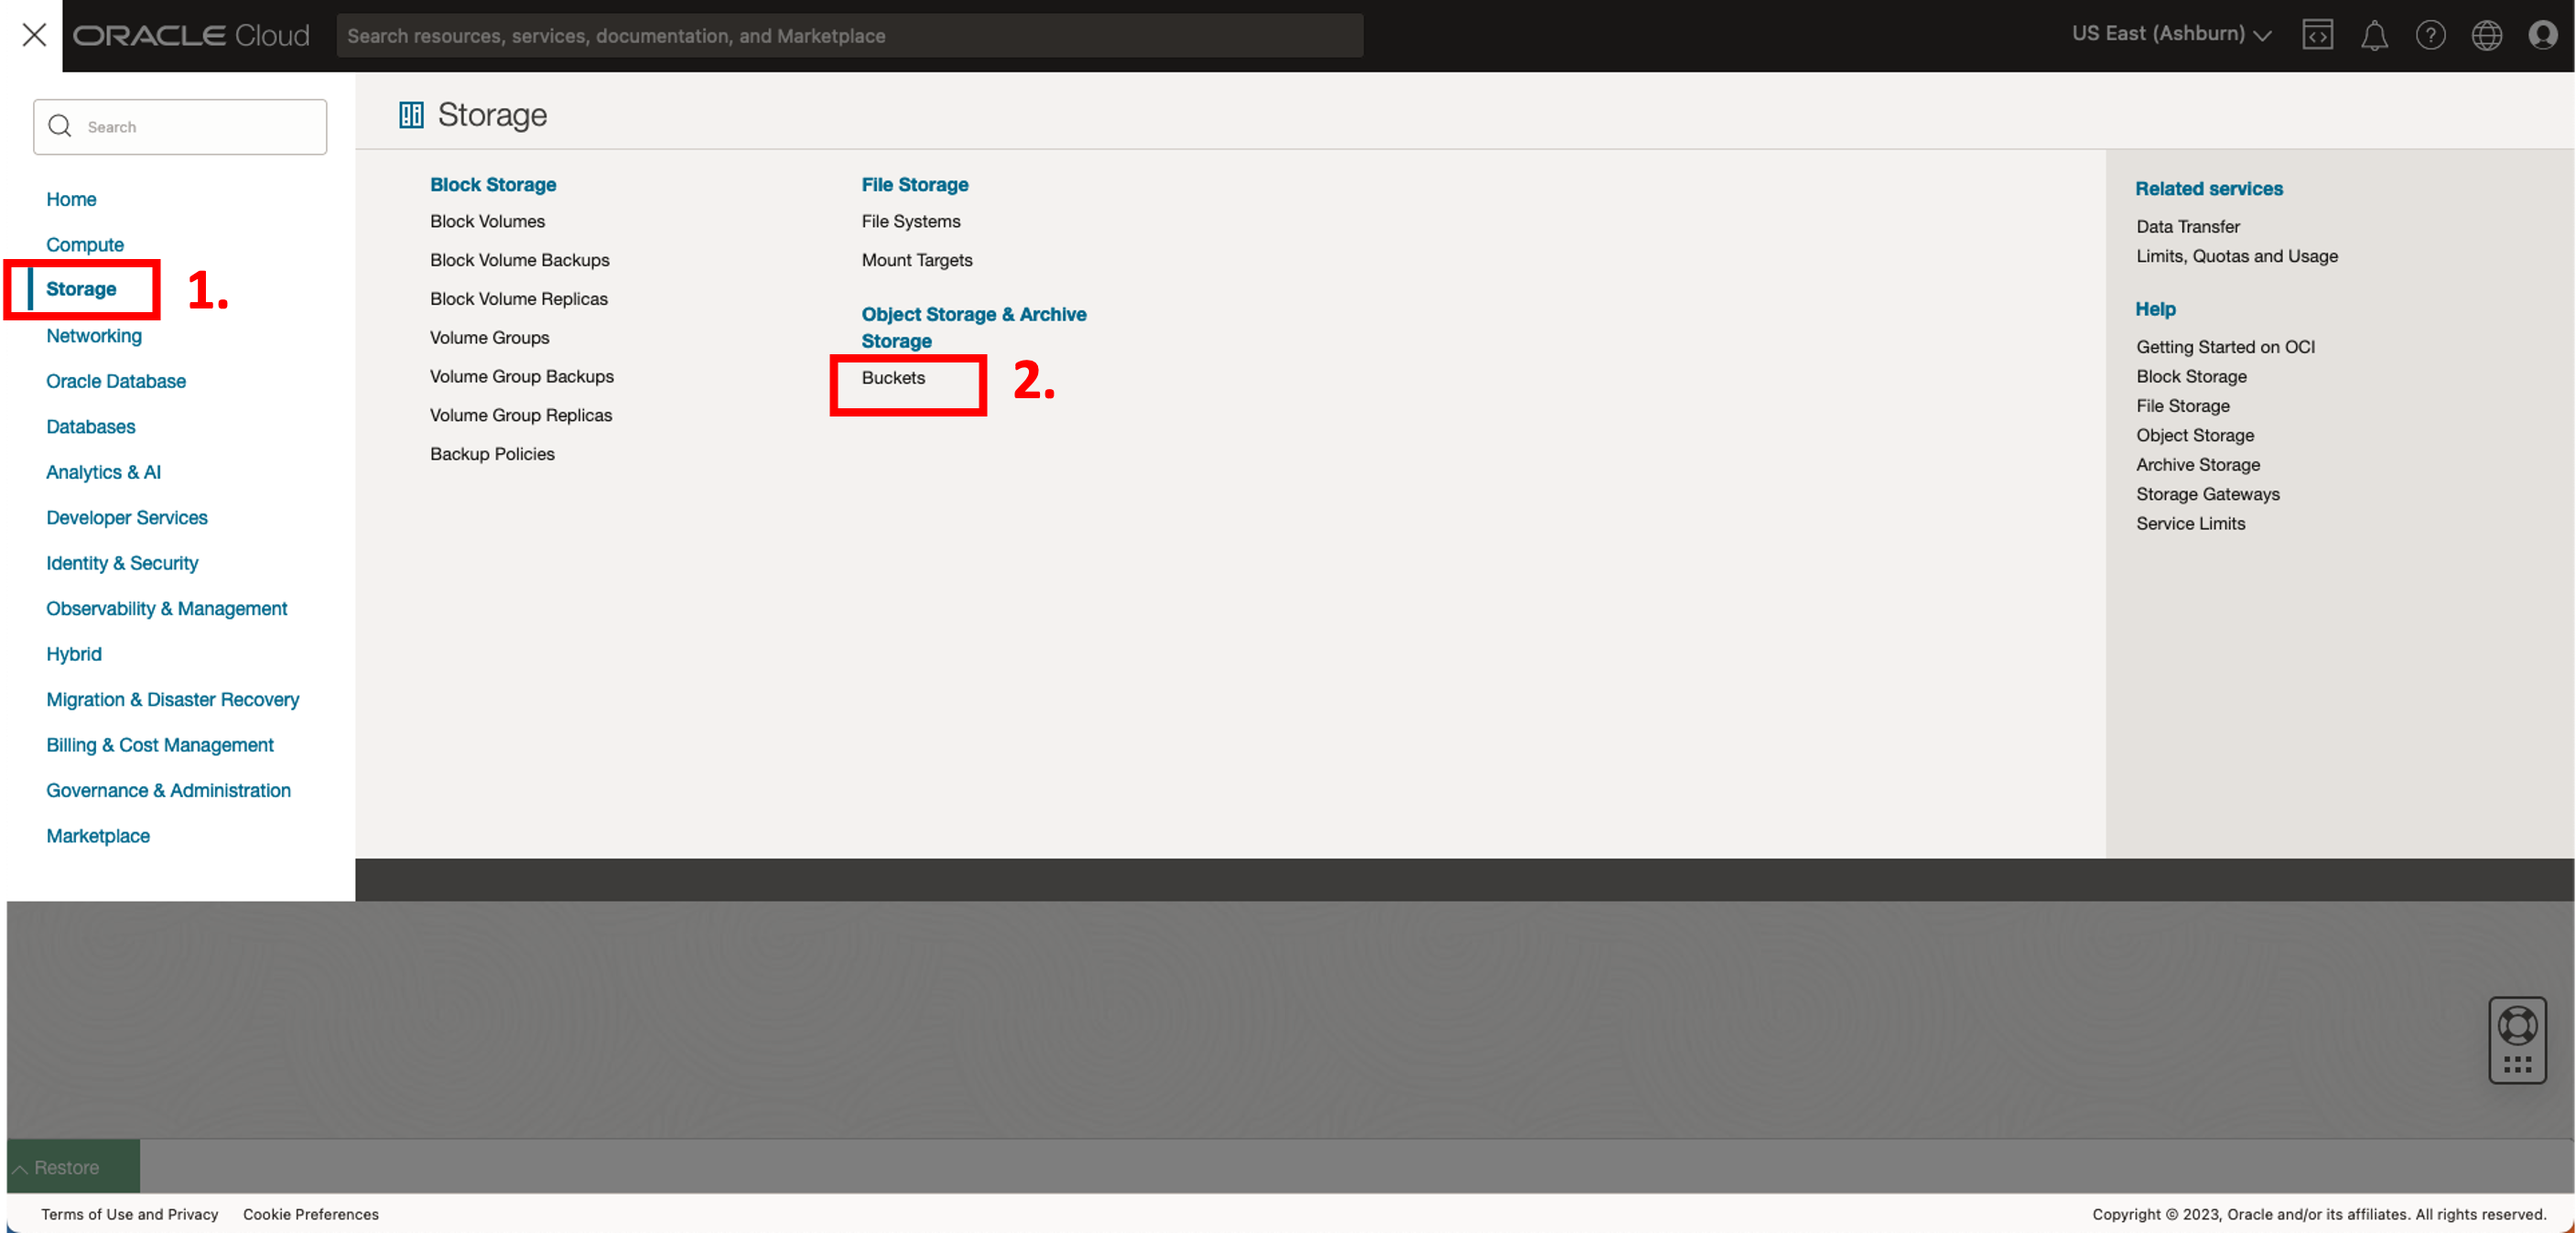 ORACLE Cloud
Search resources, services, documentation, and Marketplace
US East (Ashburn)
Search
Home
Compute
Storage
1.
Networking
Oracle Database
Databases
Analytics & AI
Developer Services
Identity & Security
Observability & Management
Hybrid
Migration & Disaster Recovery
Billing & Cost Management
Governance & Administration
Marketplace
Storage
Block Storage
Block Volumes
Block Volume Backups
Block Volume Replicas
Volume Groups
Volume Group Backups
Volume Group Replicas
Backup Policies
File Storage
File Systems
Mount Targets
Object Storage & Archive
Storage
Buckets
2.
Related services
Data Transfer
Limits, Quotas and Usage
Help
Getting Started on OCI
Block Storage
File Storage
Object Storage
Archive Storage
Storage Gateways
Service Limits
Restore
Terms of Use and Privacy
Cookie Preferences
Copyright © 2023, Oracle and/or its affiliates. All rights reserved.